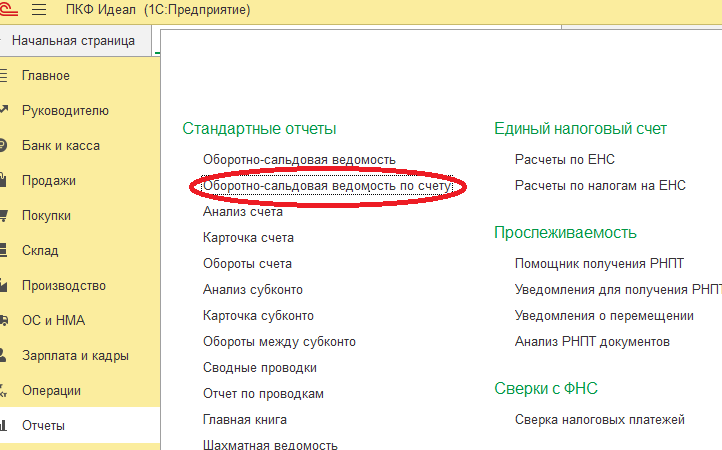 ПКФ Идеал (1С:Предприятие)
Начальная страница
Главное
Руководителю
Банк и касса
Продажи
Покупки
Склад
Производство
ОС и НМА
Зарплата и кадры
Операции
Отчеты
Стандартные отчеты
Оборотно-сальдовая ведомость
Оборотно-сальдовая ведомость по счету
Анализ счета
Карточка счета
Обороты счета
Анализ субконто
Карточка субконто
Обороты между субконто
Сводные проводки
Отчет по проводкам
Главная книга
Шахматная ведомость
Единый налоговый счет
Расчеты по ЕНС
Расчеты по налогам на ЕНС
Прослеживаемость
Помощник получения РНПТ
Уведомления для получения РНПТ
Уведомления о перемещении
Анализ РНПТ документов
Сверки с ФНС
Сверка налоговых платежей